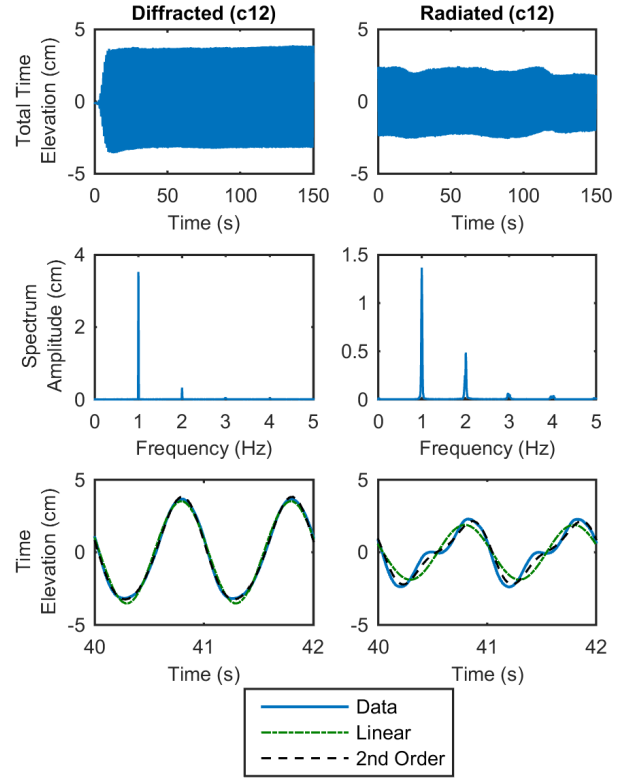 Diffracted (c12)
Radiated (c12)
Total Time
Elevation (cm)
5
0
-5
0 50 100 150
Time (s)
5
0
-5
0 50 100 150
Time (s)
Spectrum
Amplitude (cm)
4
2
0
0 1 2 3 4 5
Frequency (Hz)
1.5
1
0.5
0
0 1 2 3 4 5
Frequency (Hz)
Time
Elevation (cm)
5
0
-5
40 41 42
Time (s)
5
0
-5
40 41 42
Time (s)
Data
Linear
2nd Order